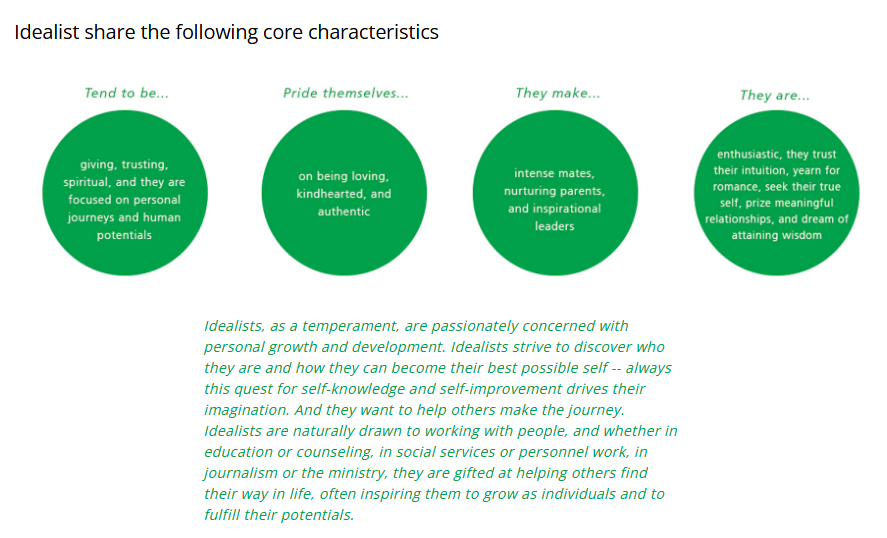 Idealist share the following core characteristics
Tend to be...
giving, trusting,
spiritual, and they are
focused on personal
journeys and human
potentials
Pride themselves...
on being loving,
kindhearted, and
authentic
They make...
intense mates,
nurturing parents,
and inspirational
leaders
They are...
enthusiastic, they trust
their intuition, yearn for
romance, seek their true
self, prize meaningful
relationships, and dream of
attaining wisdom
Idealists, as a temperament, are passionately concerned with
personal growth and development. Idealists strive to discover who
they are and how they can become their best possible self -- always
this quest for self-knowledge and self-improvement drives their
imagination. And they want to help others make the journey.
Idealists are naturally drawn to working with people, and whether in
education or counseling, in social services or personnel work, in
journalism or the ministry, they are gifted at helping others find
their way in life, often inspiring them to grow as individuals and to
fulfill their potentials.